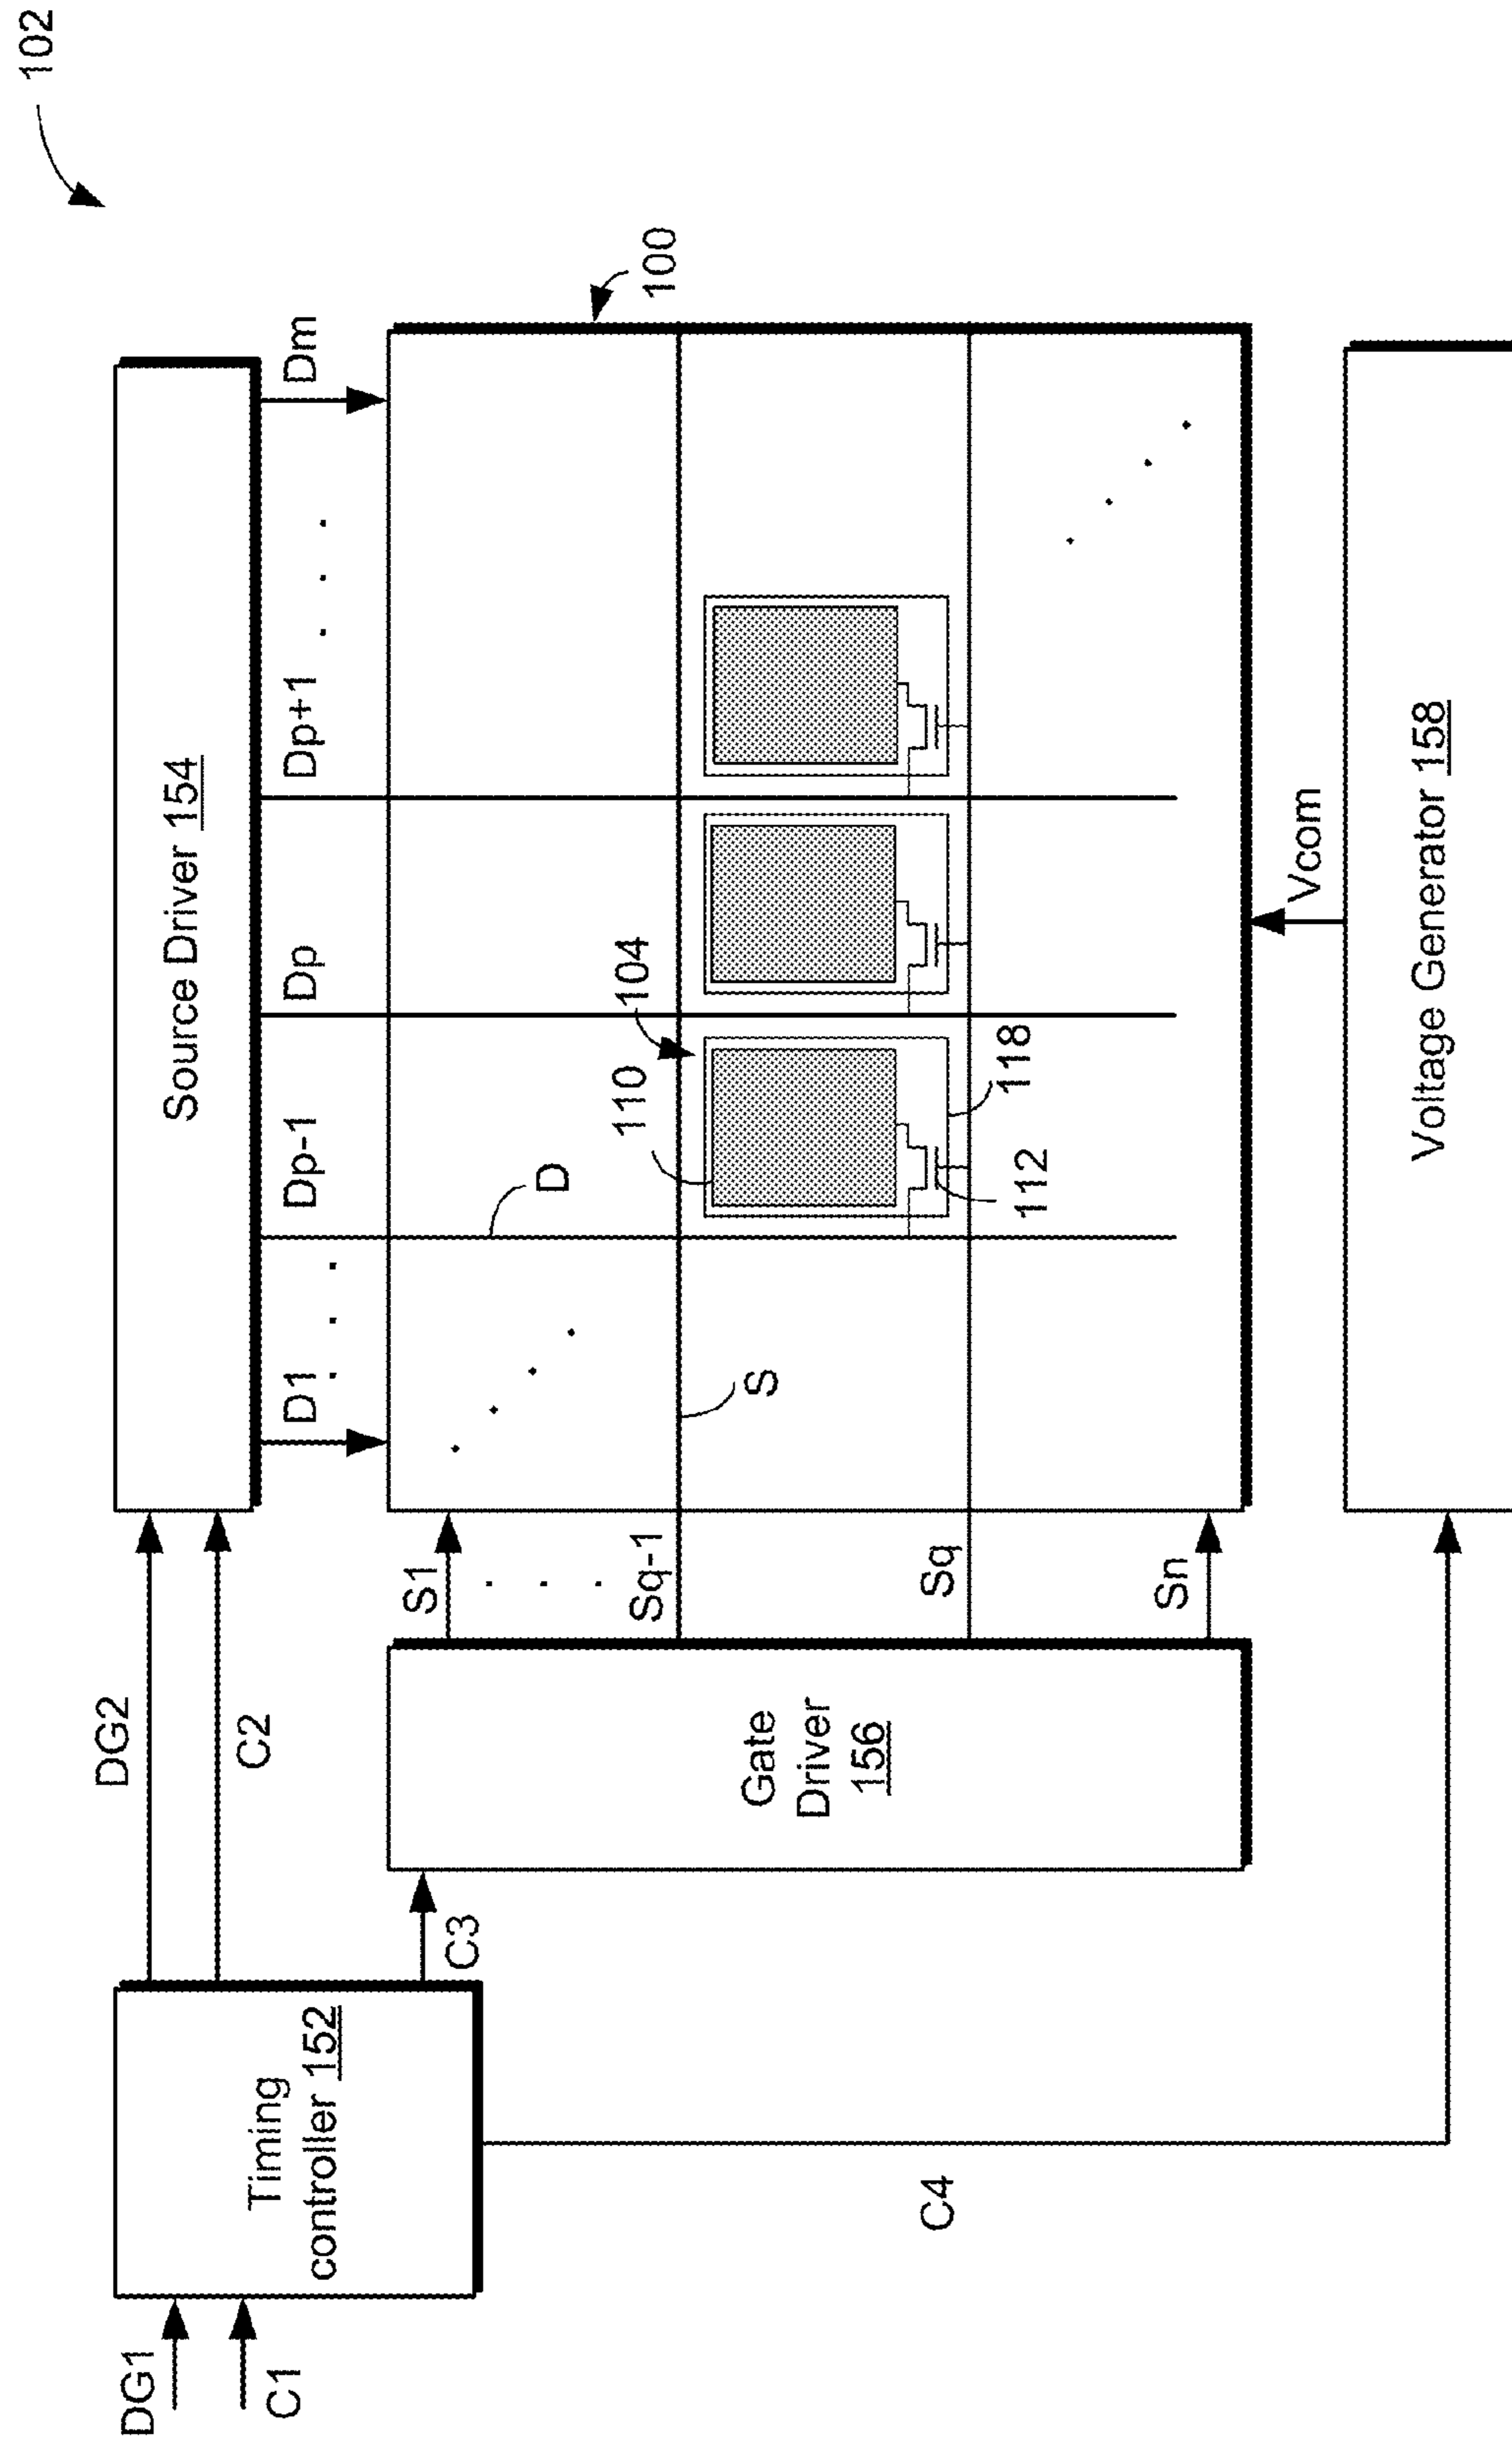 102
DG1
C1
Timing
controller 152
DG2
C2
C3
C4
Source Driver 154
D1
Dp-1
Dp
Dp+1
Dm
Gate
Driver
156
S1
Sq-1
Sq
Sn
D
S
100
104
110
112
118
Vcom
Voltage Generator 158